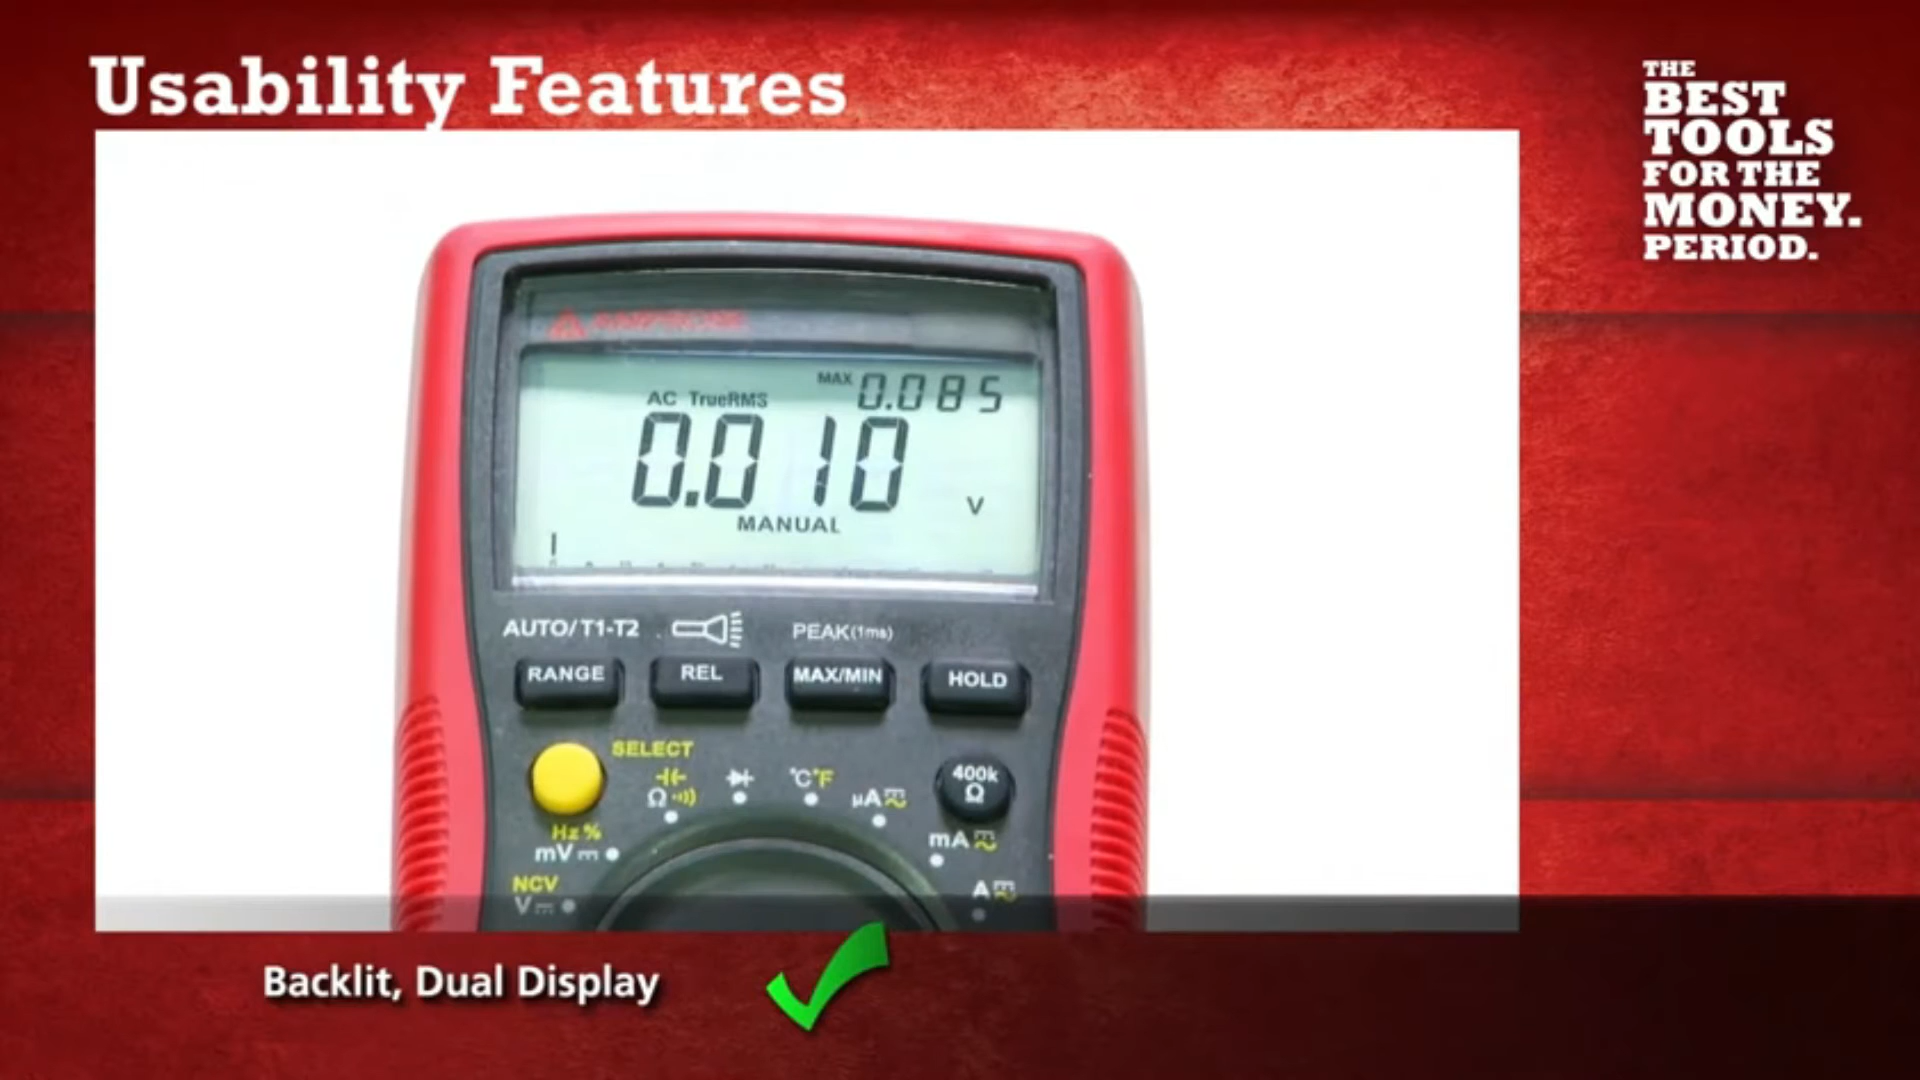 Usability Features
THE
BEST
TOOLS
FOR THE
MONEY.
PERIOD.
AMPROBE
MAX 0.085
AC TrueRMS
0.010
V
MANUAL
AUTO/T1-T2
PEAK(1ms)
RANGE
REL
MAX/MIN
HOLD
SELECT
Ω
°C°F
µA
400k
Ω
Hz %
mV
mA
NCV
V
A
Backlit, Dual Display